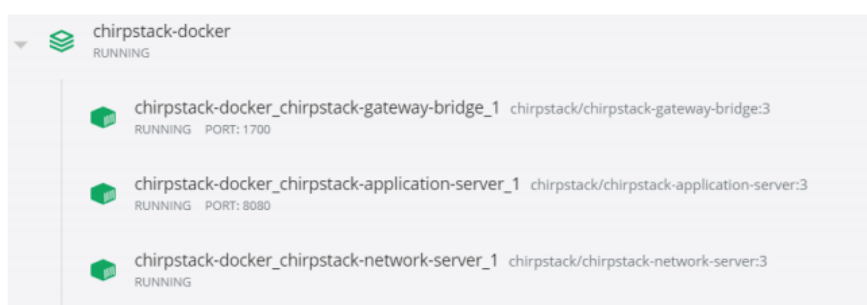 chirpstack-docker
RUNNING
chirpstack-docker_chirpstack-gateway-bridge_1 chirpstack/chirpstack-gateway-bridge:3
RUNNING PORT: 1700
chirpstack-docker_chirpstack-application-server_1 chirpstack/chirpstack-application-server:3
RUNNING PORT: 8080
chirpstack-docker_chirpstack-network-server_1 chirpstack/chirpstack-network-server:3
RUNNING